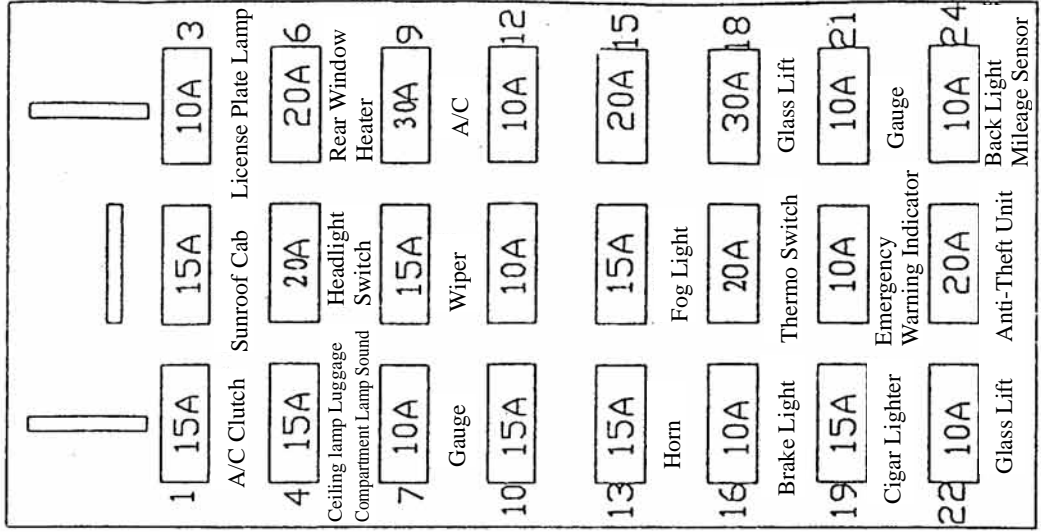 1 15A 15A 10A 3
A/C Clutch Sunroof Cab License Plate Lamp
4 15A 20A 20A 6
Ceiling lamp Luggage
Compartment Lamp Sound
Headlight
Switch
Rear Window
Heater
7 10A 15A 30A 9
Gauge Wiper A/C
10 15A 10A 10A 12
13 15A 15A 20A 15
Horn Fog Light
16 10A 20A 30A 18
Brake Light Thermo Switch Glass Lift
19 15A 10A 10A 21
Cigar Lighter
Emergency
Warning Indicator
Gauge
22 10A 20A 10A 24
Glass Lift Anti-Theft Unit
Back Light
Mileage Sensor